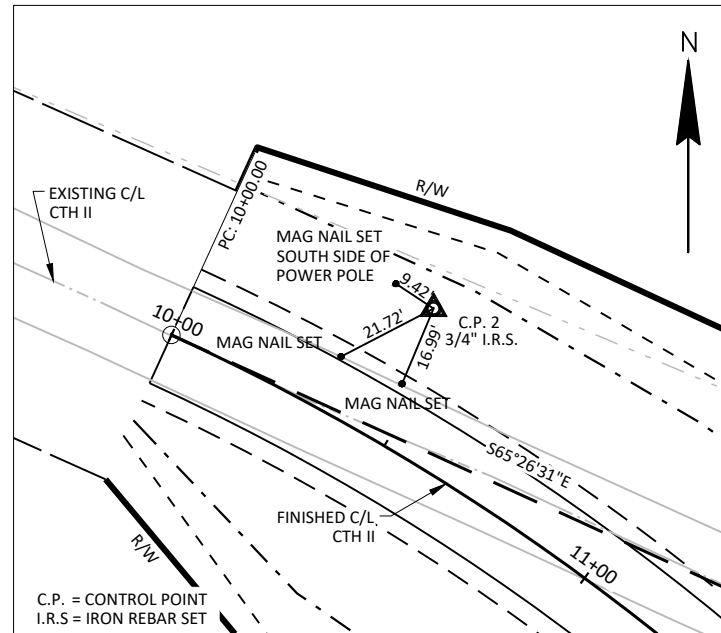 N
R/W
EXISTING C/L
CTH II
PC: 10+00.00
MAG NAIL SET
SOUTH SIDE OF
POWER POLE
9.42'
C.P. 2
3/4" I.R.S.
10+00
MAG NAIL SET
21.72'
16.99'
MAG NAIL SET
S65°26'31"E
FINISHED C/L
CTH II
11+00
R/W
C.P. = CONTROL POINT
I.R.S = IRON REBAR SET